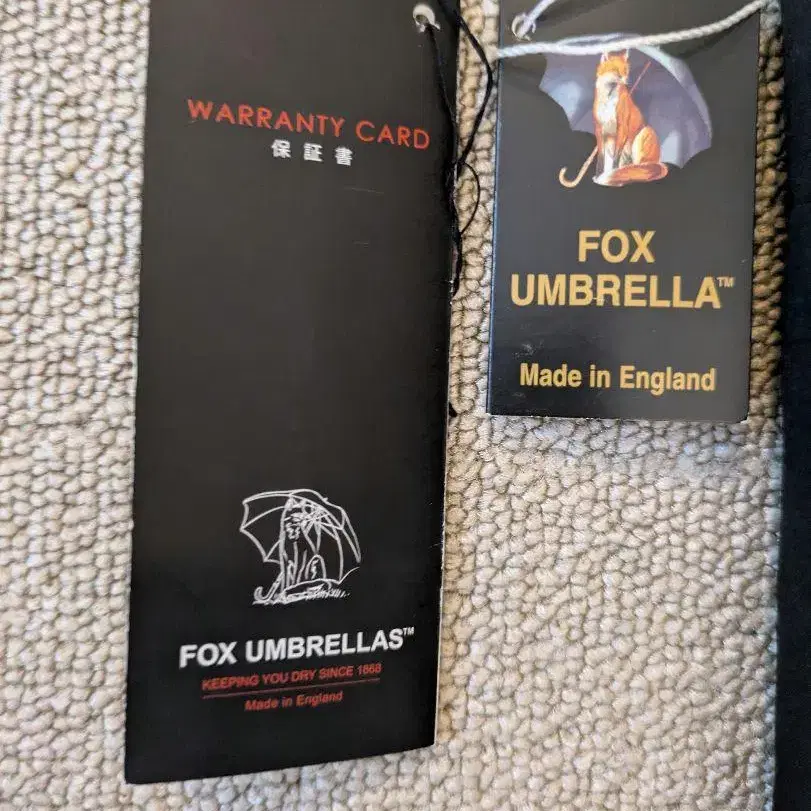 WARRANTY CARD
保証書
FOX UMBRELLAS™
KEEPING YOU DRY SINCE 1868
Made in England
FOX
UMBRELLA™
Made in England